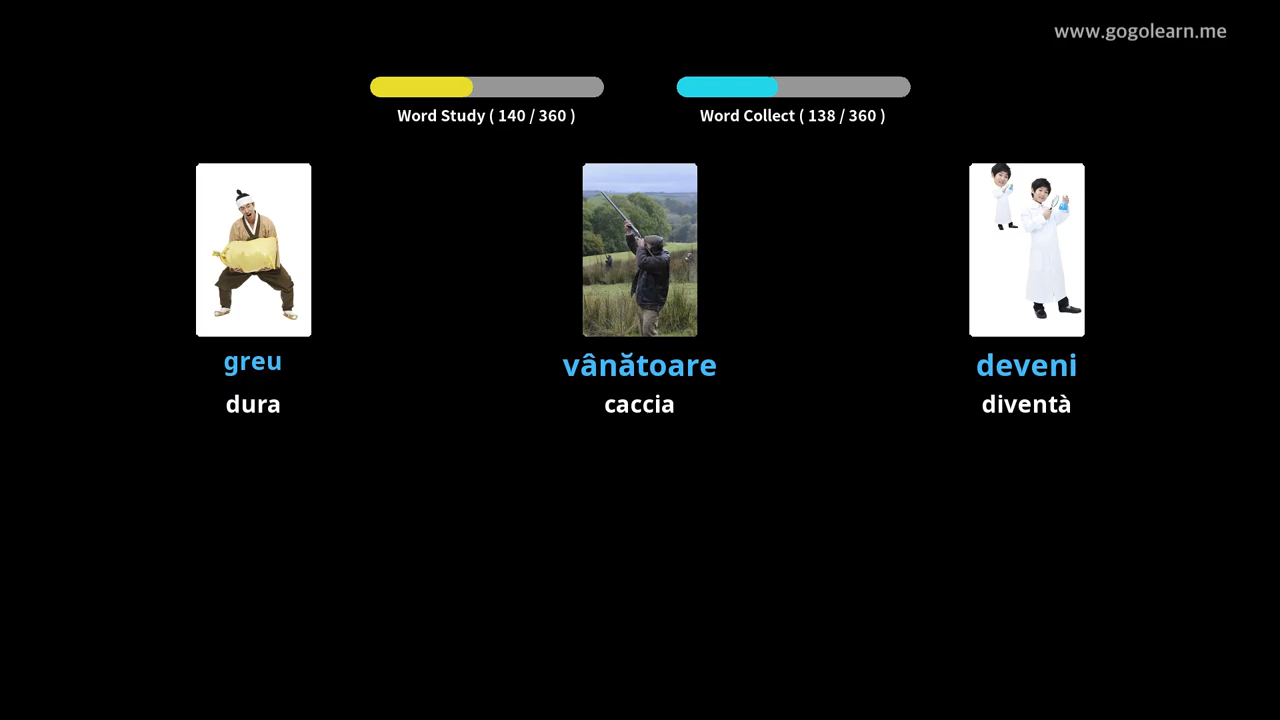 www.gogolearn.me
Word Study ( 140 / 360 )
Word Collect ( 138 / 360 )
greu
vânătoare
deveni
dura
caccia
diventà